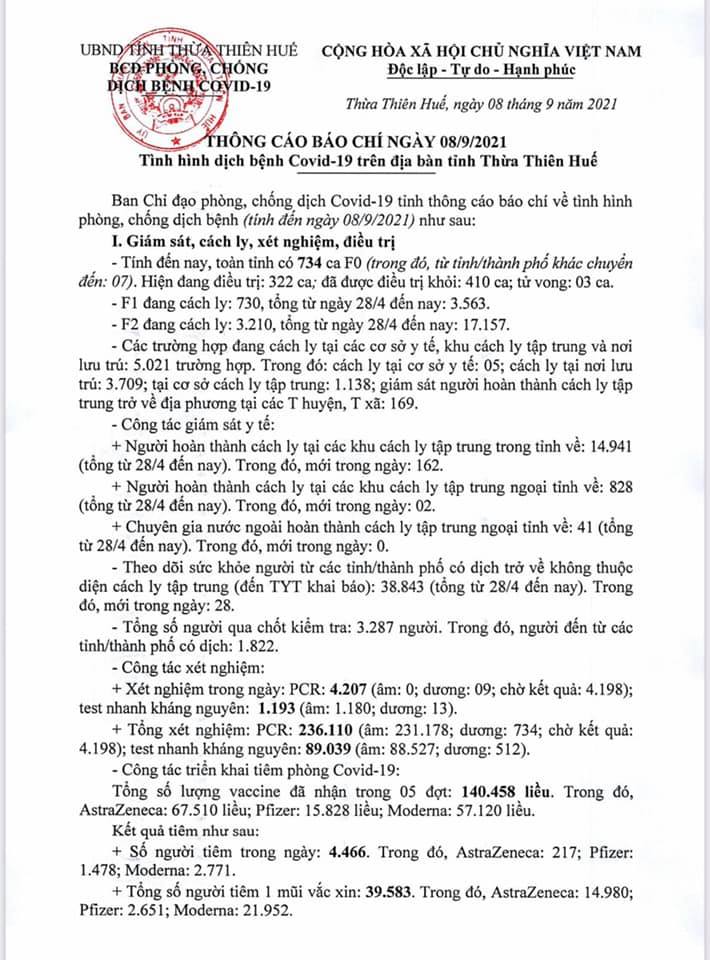 UBND TỈNH THỪA THIÊN HUẾ
BCĐ PHÒNG, CHỐNG
DỊCH BỆNH COVID-19
CỘNG HÒA XÃ HỘI CHỦ NGHĨA VIỆT NAM
Độc lập - Tự do - Hạnh phúc
Thừa Thiên Huế, ngày 08 tháng 9 năm 2021
THÔNG CÁO BÁO CHÍ NGÀY 08/9/2021
Tình hình dịch bệnh Covid-19 trên địa bàn tỉnh Thừa Thiên Huế
Ban Chỉ đạo phòng, chống dịch Covid-19 tỉnh thông cáo báo chí về tình hình
phòng, chống dịch bệnh (tính đến ngày 08/9/2021) như sau:
I. Giám sát, cách ly, xét nghiệm, điều trị
- Tính đến nay, toàn tỉnh có 734 ca F0 (trong đó, từ tỉnh/thành phố khác chuyển
đến: 07). Hiện đang điều trị: 322 ca; đã được điều trị khỏi: 410 ca; tử vong: 03 ca.
- F1 đang cách ly: 730, tổng từ ngày 28/4 đến nay: 3.563.
- F2 đang cách ly: 3.210, tổng từ ngày 28/4 đến nay: 17.157.
- Các trường hợp đang cách ly tại các cơ sở y tế, khu cách ly tập trung và nơi
lưu trú: 5.021 trường hợp. Trong đó: cách ly tại cơ sở y tế: 05; cách ly tại nơi lưu
trú: 3.709; tại cơ sở cách ly tập trung: 1.138; giám sát người hoàn thành cách ly tập
trung trở về địa phương tại các T huyện, T xã: 169.
- Công tác giám sát y tế:
+ Người hoàn thành cách ly tại các khu cách ly tập trung trong tỉnh về: 14.941
(tổng từ 28/4 đến nay). Trong đó, mới trong ngày: 162.
+ Người hoàn thành cách ly tại các khu cách ly tập trung ngoại tỉnh về: 828
(tổng từ 28/4 đến nay). Trong đó, mới trong ngày: 02.
+ Chuyên gia nước ngoài hoàn thành cách ly tập trung ngoại tỉnh về: 41 (tổng
từ 28/4 đến nay). Trong đó, mới trong ngày: 0.
- Theo dõi sức khỏe người từ các tỉnh/thành phố có dịch trở về không thuộc
diện cách ly tập trung (đến TYT khai báo): 38.843 (tổng từ 28/4 đến nay). Trong
đó, mới trong ngày: 28.
- Tổng số người qua chốt kiểm tra: 3.287 người. Trong đó, người đến từ các
tỉnh/thành phố có dịch: 1.822.
- Công tác xét nghiệm:
+ Xét nghiệm trong ngày: PCR: 4.207 (âm: 0; dương: 09; chờ kết quả: 4.198);
test nhanh kháng nguyên: 1.193 (âm: 1.180; dương: 13).
+ Tổng xét nghiệm: PCR: 236.110 (âm: 231.178; dương: 734; chờ kết quả:
4.198); test nhanh kháng nguyên: 89.039 (âm: 88.527; dương: 512).
- Công tác triển khai tiêm phòng Covid-19:
Tổng số lượng vaccine đã nhận trong 05 đợt: 140.458 liều. Trong đó,
AstraZeneca: 67.510 liều; Pfizer: 15.828 liều; Moderna: 57.120 liều.
Kết quả tiêm như sau:
+ Số người tiêm trong ngày: 4.466. Trong đó, AstraZeneca: 217; Pfizer:
1.478; Moderna: 2.771.
+ Tổng số người tiêm 1 mũi vắc xin: 39.583. Trong đó, AstraZeneca: 14.980;
Pfizer: 2.651; Moderna: 21.952.